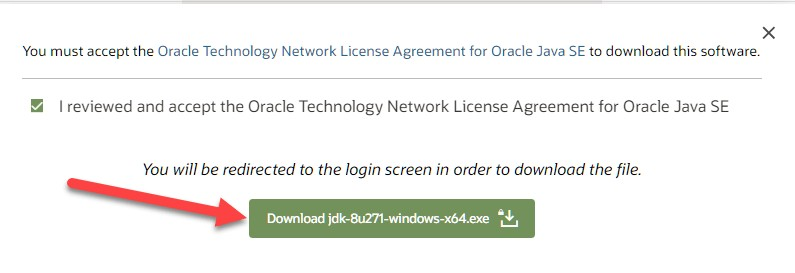 You must accept the Oracle Technology Network License Agreement for Oracle Java SE to download this software.
I reviewed and accept the Oracle Technology Network License Agreement for Oracle Java SE
You will be redirected to the login screen in order to download the file.
Download jdk-8u271-windows-x64.exe